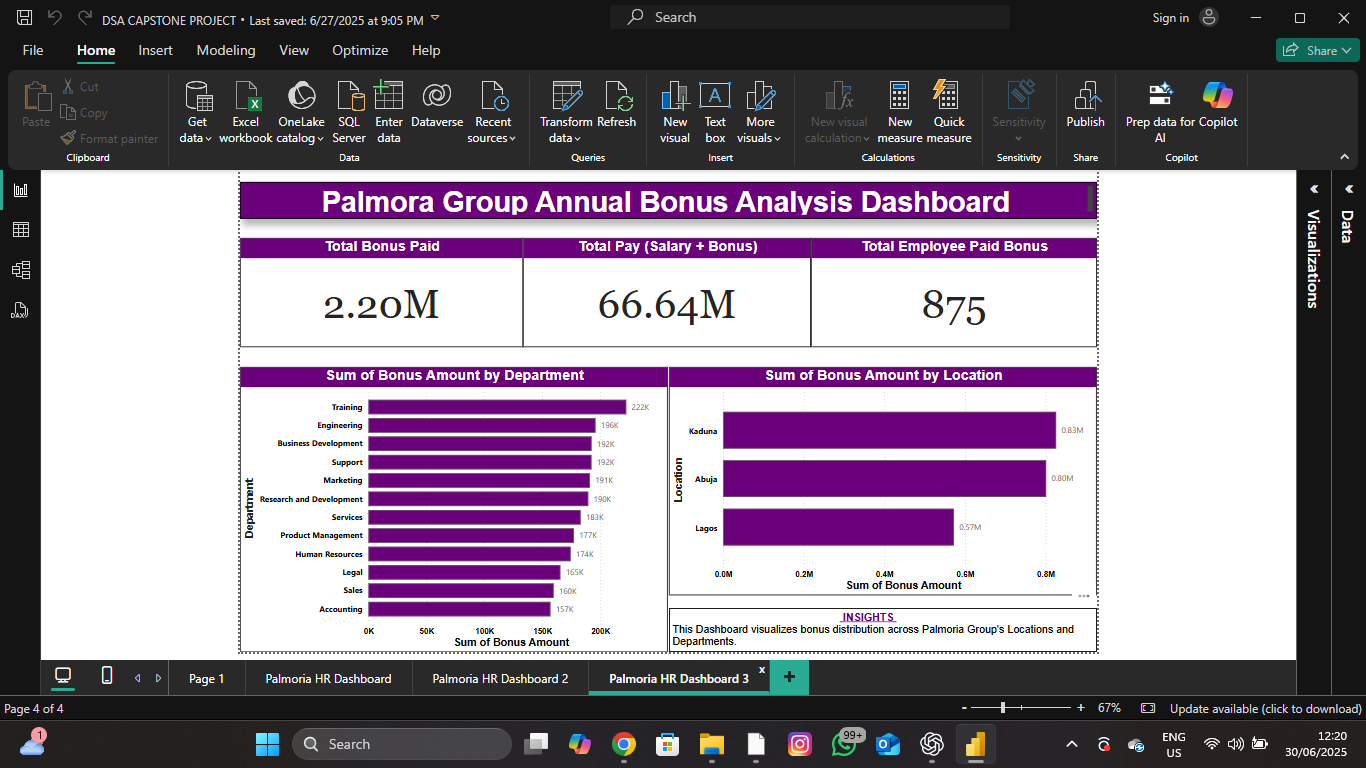 DSA CAPSTONE PROJECT • Last saved: 6/27/2025 at 9:05 PM
Search
Sign in
File Home Insert Modeling View Optimize Help
Share
Paste
Cut
Copy
Format painter
Clipboard
Get data
Excel workbook
OneLake catalog
SQL Server
Enter data
Dataverse
Recent sources
Data
Transform data
Refresh
Queries
New visual
Text box
More visuals
Insert
New visual calculation
New measure
Quick measure
Calculations
Sensitivity
Sensitivity
Publish
Share
Prep data for AI
Copilot
Copilot
Palmora Group Annual Bonus Analysis Dashboard
Total Bonus Paid
2.20M
Total Pay (Salary + Bonus)
66.64M
Total Employee Paid Bonus
875
Sum of Bonus Amount by Department
Department
Training 222K
Engineering 196K
Business Development 192K
Support 192K
Marketing 191K
Research and Development 190K
Services 183K
Product Management 177K
Human Resources 174K
Legal 165K
Sales 160K
Accounting 157K
0K 50K 100K 150K 200K
Sum of Bonus Amount
Sum of Bonus Amount by Location
Location
Kaduna 0.83M
Abuja 0.80M
Lagos 0.57M
0.0M 0.2M 0.4M 0.6M 0.8M
Sum of Bonus Amount
INSIGHTS
This Dashboard visualizes bonus distribution across Palmoria Group's Locations and
Departments.
Visualizations
Data
DAX
Page 1
Palmoria HR Dashboard
Palmoria HR Dashboard 2
Palmoria HR Dashboard 3
x
+
Page 4 of 4
- + 67%
Update available (click to download)
1
Search
99+
ENG
US
12:20
30/06/2025